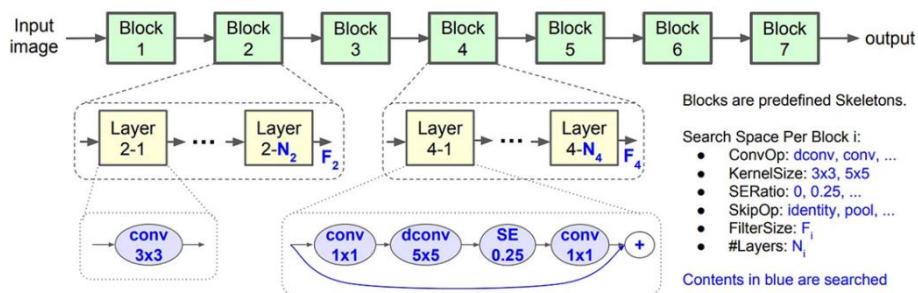 Input image
Block 1
Block 2
Block 3
Block 4
Block 5
Block 6
Block 7
output
Layer 2-1
...
Layer 2-N₂
F₂
Layer 4-1
...
Layer 4-N₄
F₄
conv 3x3
conv 1x1
dconv 5x5
SE 0.25
conv 1x1
+
Blocks are predefined Skeletons.
Search Space Per Block i:
● ConvOp: dconv, conv, ...
● KernelSize: 3x3, 5x5
● SERatio: 0, 0.25, ...
● SkipOp: identity, pool, ...
● FilterSize: Fᵢ
● #Layers: Nᵢ
Contents in blue are searched